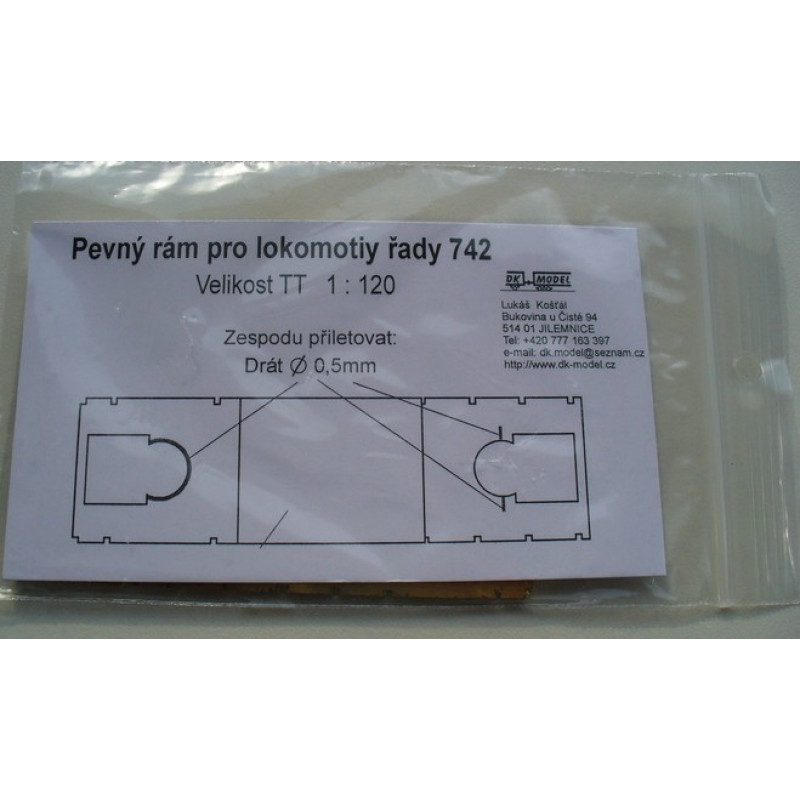 Pevný rám pro lokomotiy řady 742
Velikost TT 1 : 120
DK MODEL
Lukáš Košťál
Bukovina u Čisté 94
514 01 JILEMNICE
Tel: +420 777 163 397
e-mail: dk.model@seznam.cz
http://www.dk-model.cz
Zespodu přiletovat:
Drát Ø 0,5mm